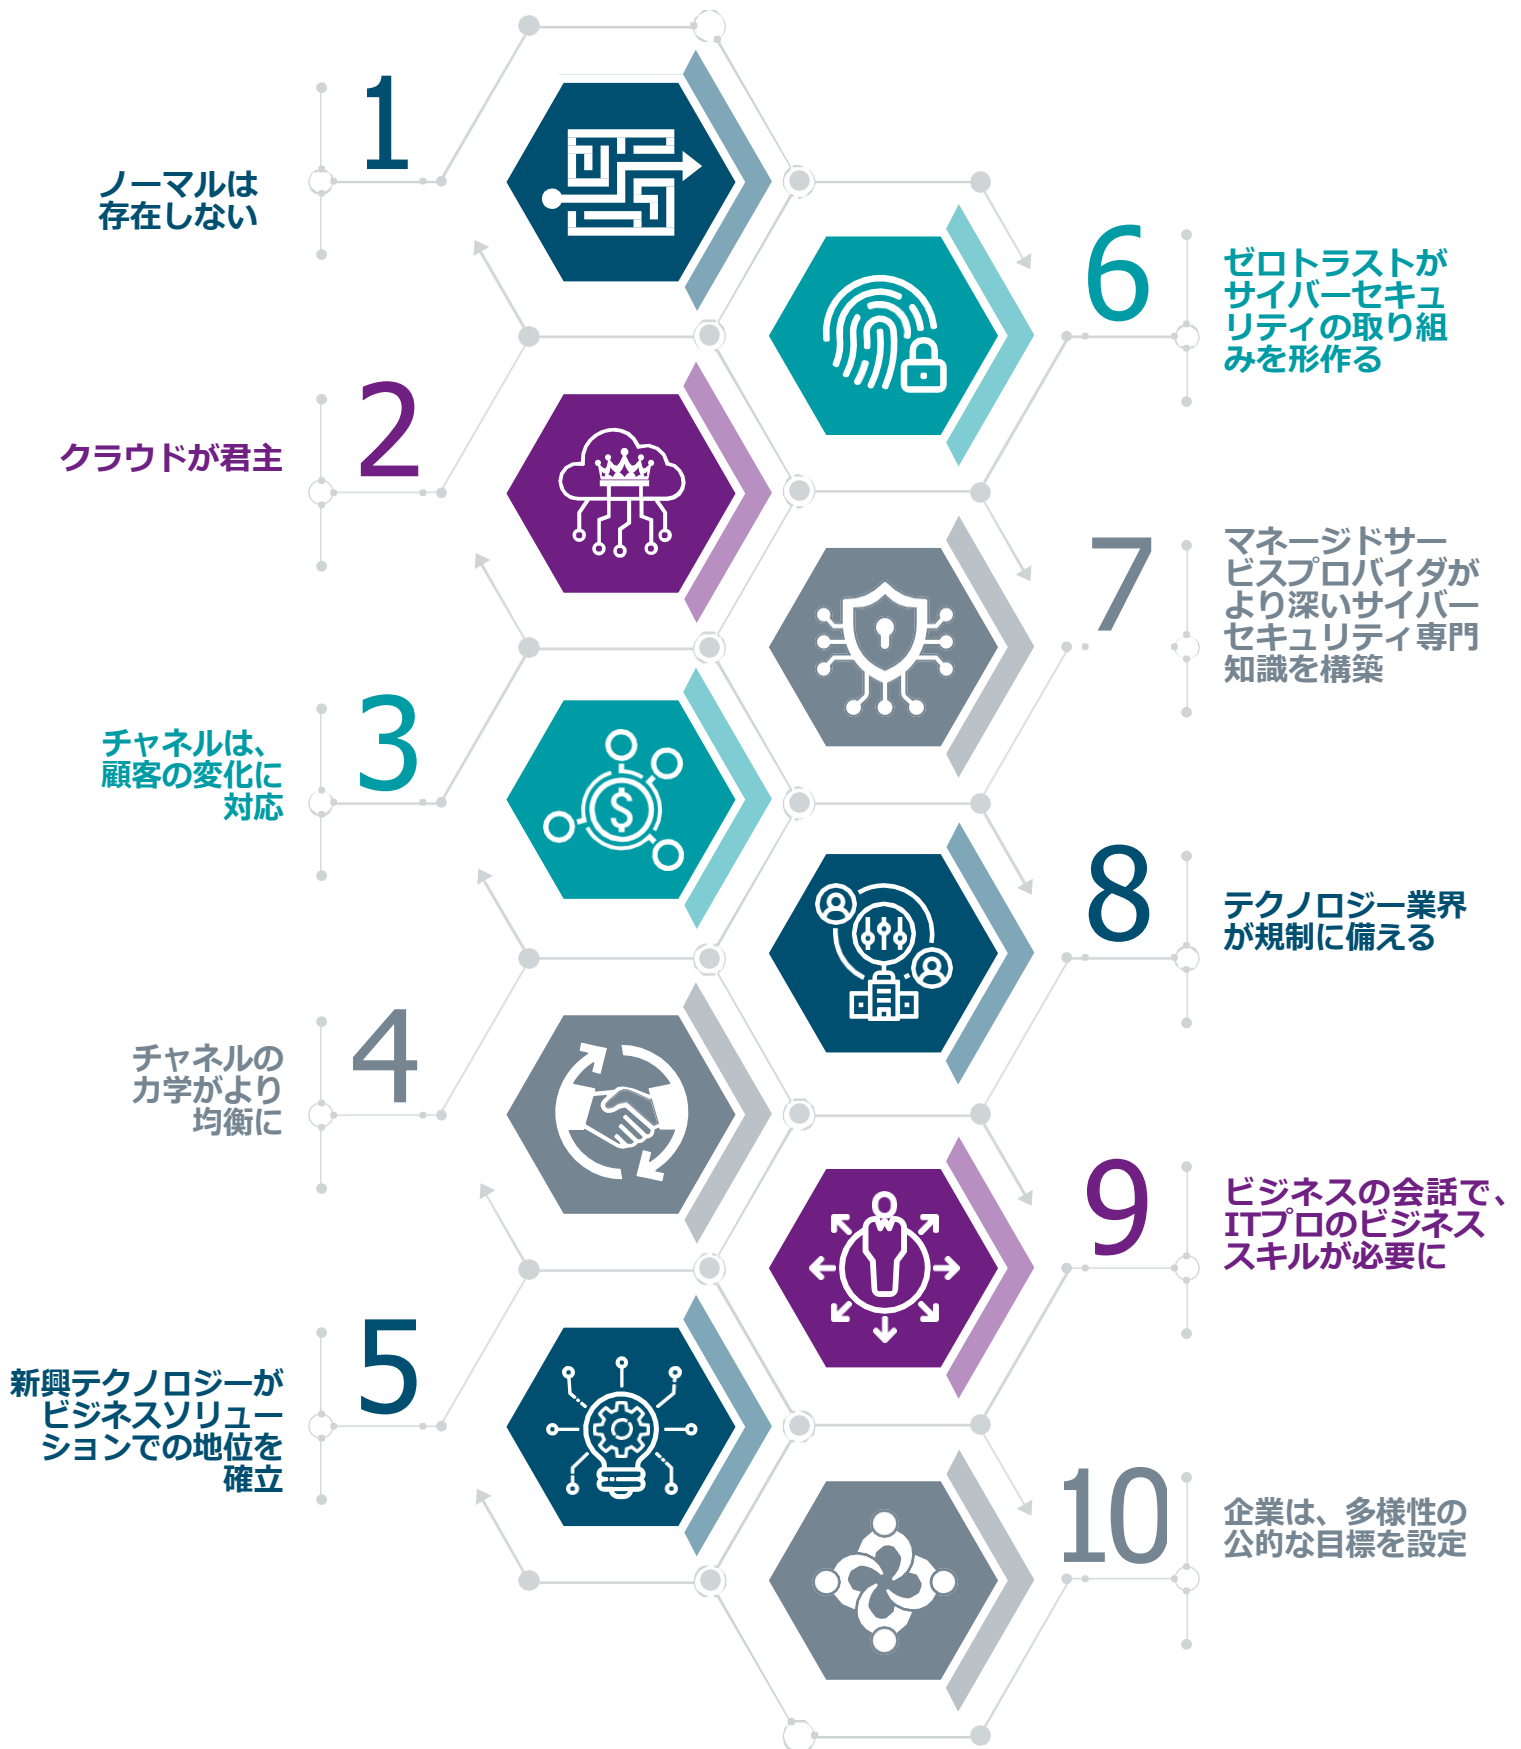 1
ノーマルは
存在しない
2
クラウドが君主
3
チャネルは、
顧客の変化に
対応
4
チャネルの
力学がより
均衡に
5
新興テクノロジーが
ビジネスソリュー
ションでの地位を
確立
6
ゼロトラストが
サイバーセキュ
リティの取り組
みを形作る
7
マネージドサー
ビスプロバイダが
より深いサイバー
セキュリティ専門
知識を構築
8
テクノロジー業界
が規制に備える
9
ビジネスの会話で、
ITプロのビジネス
スキルが必要に
10
企業は、多様性の
公的な目標を設定
$